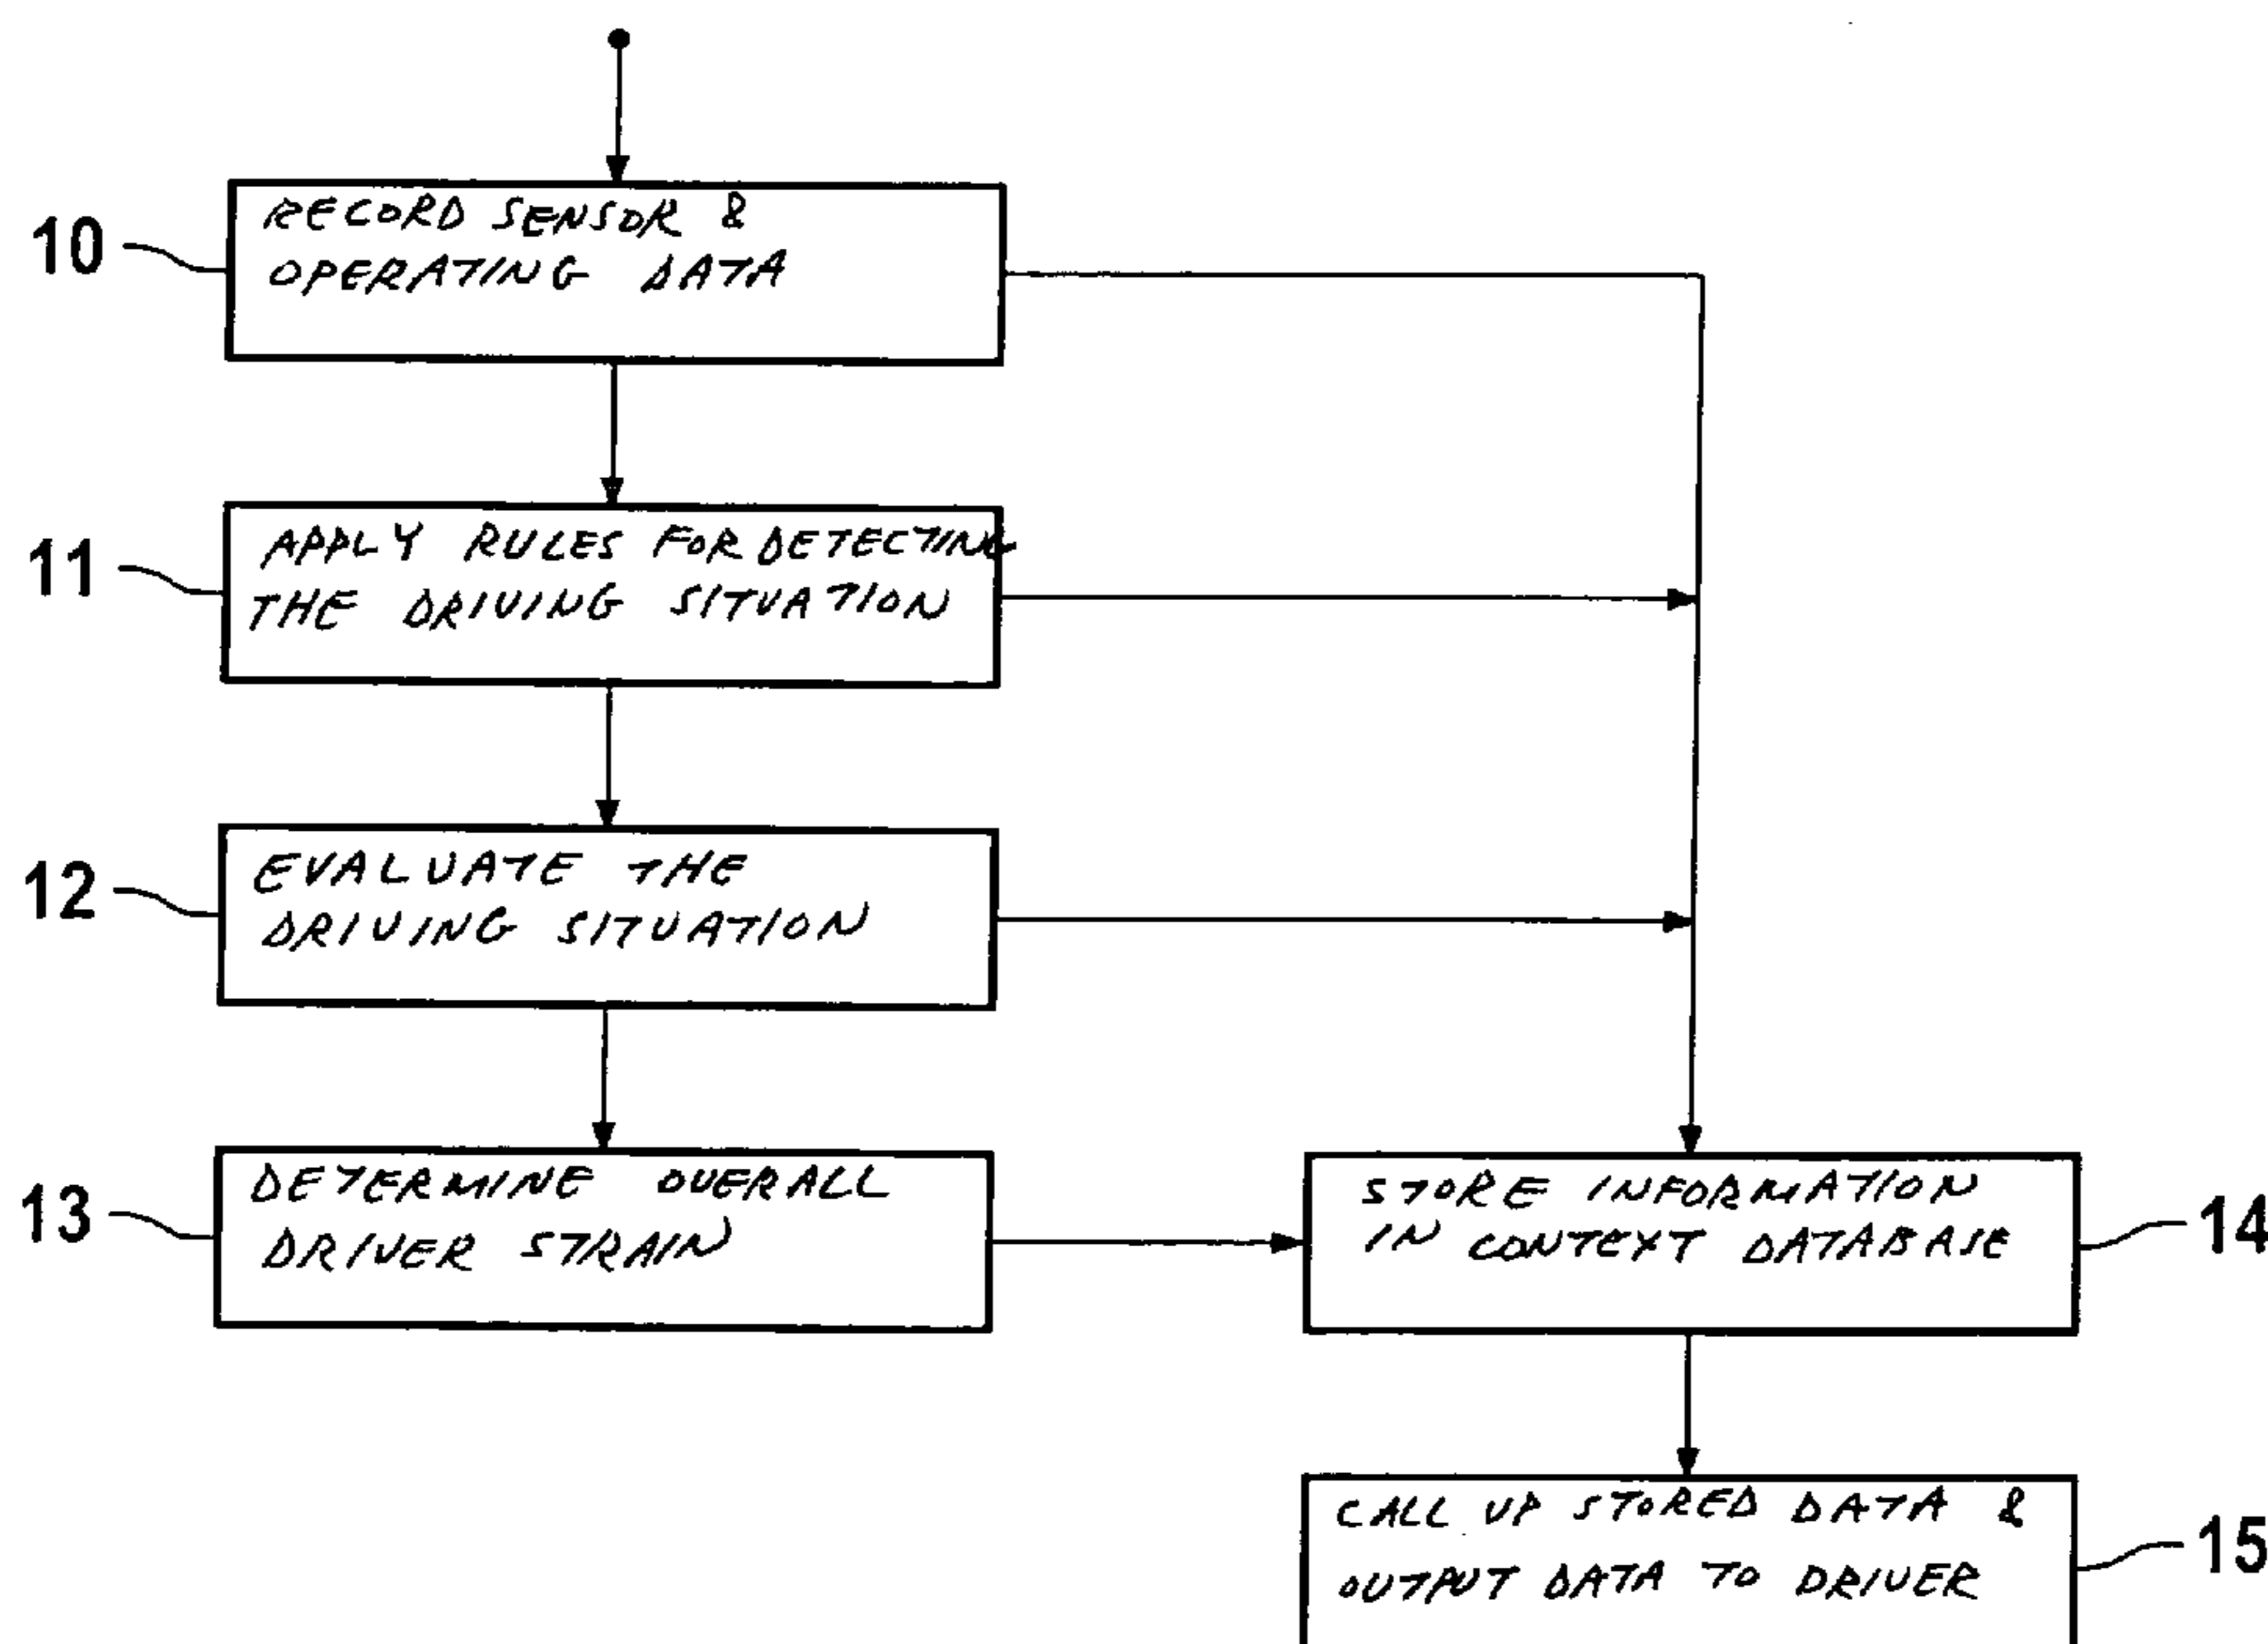 10
RECORD SENSOR &
OPERATING DATA
11
APPLY RULES FOR DETECTING
THE DRIVING SITUATION
12
EVALUATE THE
DRIVING SITUATION
13
DETERMINE OVERALL
DRIVER STRAIN
STORE INFORMATION
IN CONTEXT DATABASE
14
CALL UP STORED DATA &
OUTPUT DATA TO DRIVER
15